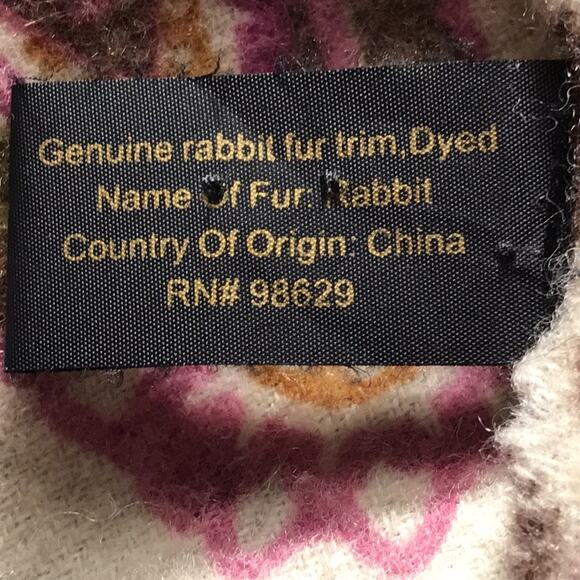 Genuine rabbit fur trim,Dyed
Name Of Fur: Rabbit
Country Of Origin: China
RN# 98629